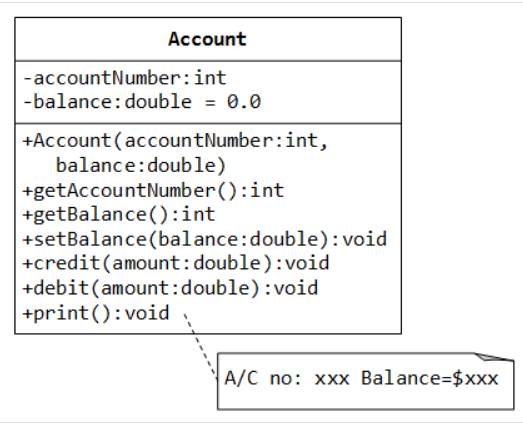 Account
-accountNumber:int
-balance:double = 0.0
+Account(accountNumber:int,
balance:double)
+getAccountNumber():int
+getBalance():int
+setBalance(balance:double):void
+credit(amount:double):void
+debit(amount:double):void
+print():void
A/C no: xxx Balance=$xxx